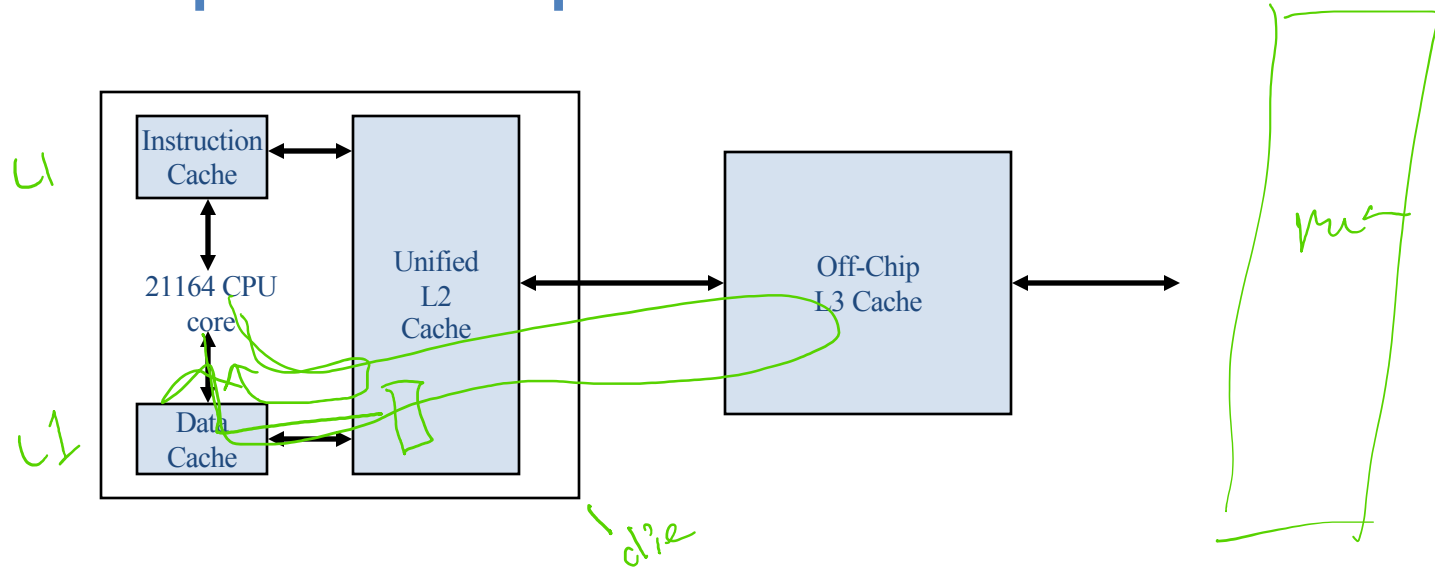 Instruction
Cache
L1
21164 CPU
core
Unified
L2
Cache
Off-Chip
L3 Cache
L1
Data
Cache
die